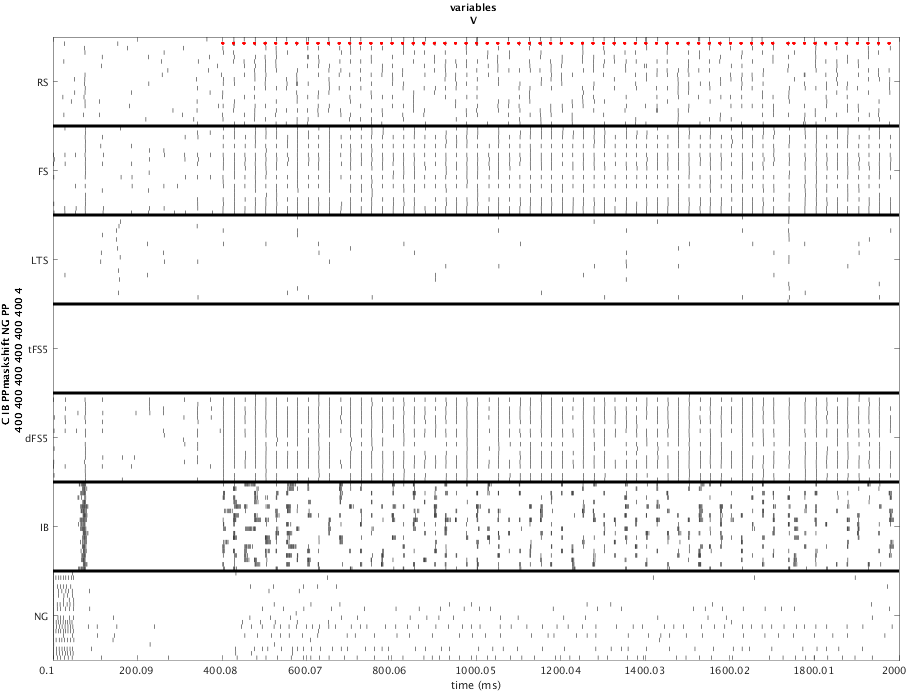 variables
V
RS
FS
LTS
tFS5
dFS5
IB
NG
C IB PPmaskshift NG PP
400 400 400 400 400 400 4
0.1 200.09 400.08 600.07 800.06 1000.05 1200.04 1400.03 1600.02 1800.01 2000
time (ms)